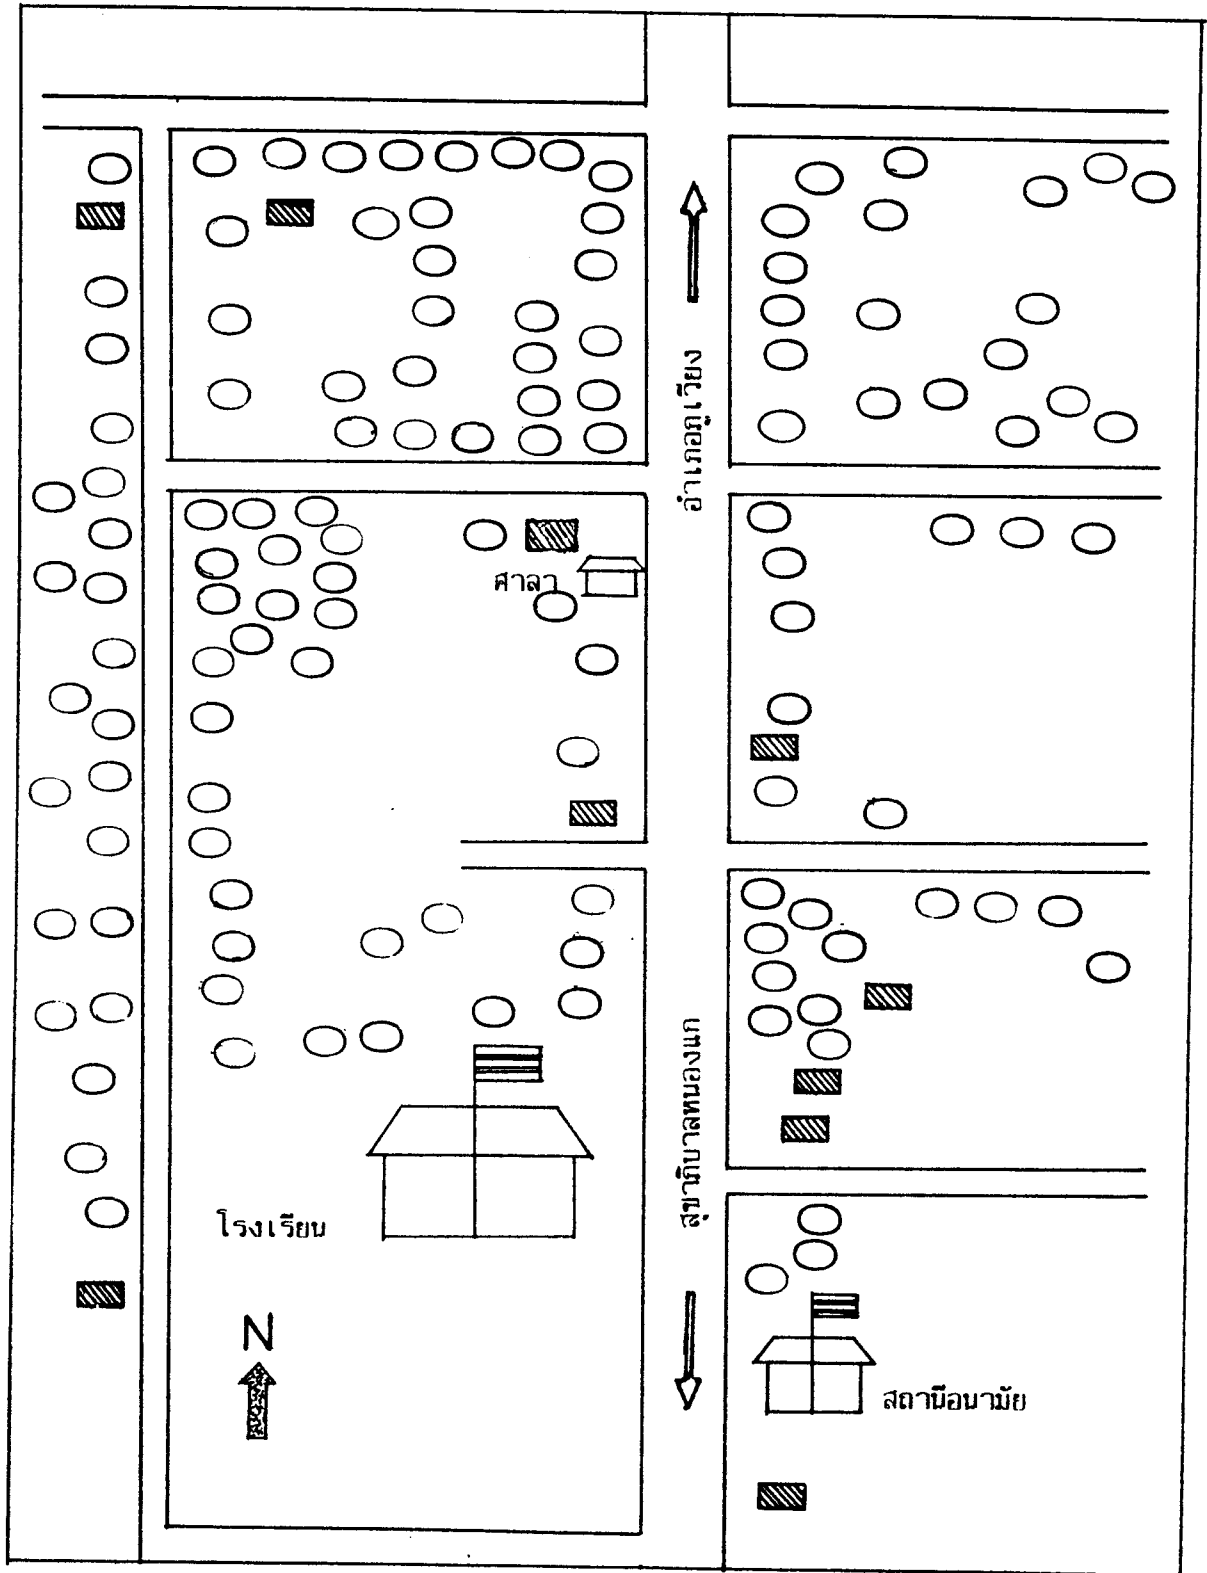 อำเภอภูเวียง
ศาลา
สุขาภิบาลหนองแก
โรงเรียน
N
สถานีอนามัย